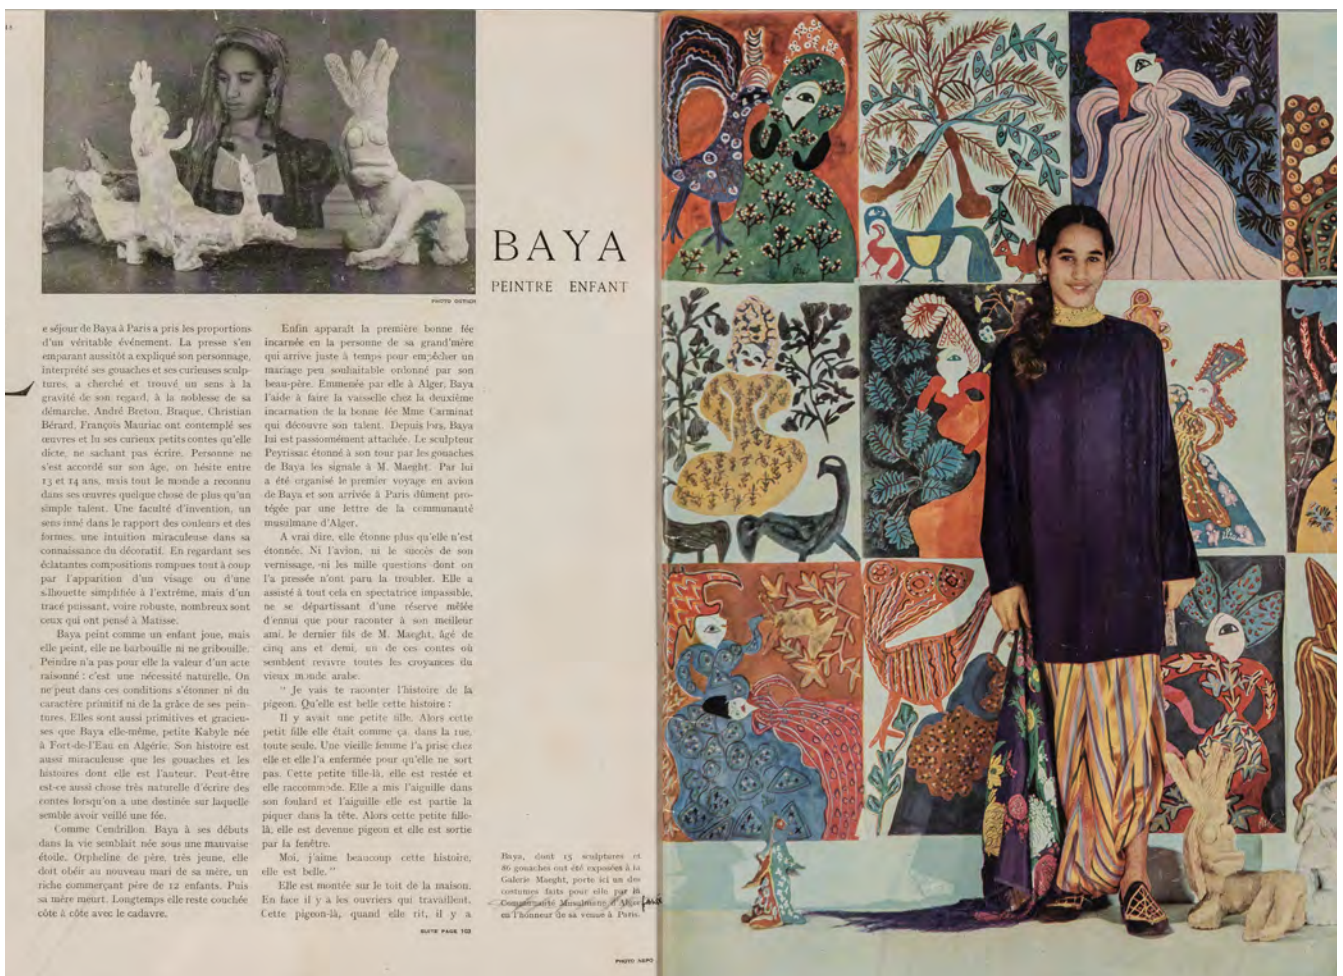 PHOTO OSTIER
BAYA
PEINTRE ENFANT
e séjour de Baya à Paris a pris les proportions
d'un véritable événement. La presse s'en
emparant aussitôt a expliqué son personnage,
interprété ses gouaches et ses curieuses sculp-
tures, a cherché et trouvé un sens à la
gravité de son regard, à la noblesse de sa
démarche. André Breton, Braque, Christian
Bérard, François Mauriac ont contemplé ses
œuvres et lu ses curieux petits contes qu'elle
dicte, ne sachant pas écrire. Personne ne
s'est accordé sur son âge, on hésite entre
13 et 14 ans, mais tout le monde a reconnu
dans ses œuvres quelque chose de plus qu'un
simple talent. Une faculté d'invention, un
sens inné dans le rapport des couleurs et des
formes, une intuition miraculeuse dans sa
connaissance du décoratif. En regardant ses
éclatantes compositions rompues tout à coup
par l'apparition d'un visage ou d'une
silhouette simplifiée à l'extrême, mais d'un
tracé puissant, voire robuste, nombreux sont
ceux qui ont pensé à Matisse.
Baya peint comme un enfant joue, mais
elle peint, elle ne barbouille ni ne gribouille.
Peindre n'a pas pour elle la valeur d'un acte
raisonné : c'est une nécessité naturelle. On
ne peut dans ces conditions s'étonner ni du
caractère primitif ni de la grâce de ses pein-
tures. Elles sont aussi primitives et gracieu-
ses que Baya elle-même, petite Kabyle née
à Fort-de-l'Eau en Algérie. Son histoire est
aussi miraculeuse que les gouaches et les
histoires dont elle est l'auteur. Peut-être
est-ce aussi chose très naturelle d'écrire des
contes lorsqu'on a une destinée sur laquelle
semble avoir veillé une fée.
Comme Cendrillon, Baya à ses débuts
dans la vie semblait née sous une mauvaise
étoile. Orpheline de père, très jeune, elle
doit obéir au nouveau mari de sa mère, un
riche commerçant père de 12 enfants. Puis
sa mère meurt. Longtemps elle reste couchée
côte à côte avec le cadavre.
Enfin apparaît la première bonne fée
incarnée en la personne de sa grand'mère
qui arrive juste à temps pour empêcher un
mariage peu souhaitable ordonné par son
beau-père. Emmenée par elle à Alger, Baya
l'aide à faire la vaisselle chez la deuxième
incarnation de la bonne fée Mme Carminat
qui découvre son talent. Depuis lors, Baya
lui est passionnément attachée. Le sculpteur
Peyrissac étonné à son tour par les gouaches
de Baya les signale à M. Maeght. Par lui
a été organisé le premier voyage en avion
de Baya et son arrivée à Paris dûment pro-
tégée par une lettre de la communauté
musulmane d'Alger.
A vrai dire, elle étonne plus qu'elle n'est
étonnée. Ni l'avion, ni le succès de son
vernissage, ni les mille questions dont on
l'a pressée n'ont paru la troubler. Elle a
assisté à tout cela en spectatrice impassible,
ne se départissant d'une réserve mêlée
d'ennui que pour raconter à son meilleur
ami, le dernier fils de M. Maeght, âgé de
cinq ans et demi, un de ces contes où
semblent revivre toutes les croyances du
vieux monde arabe.
" Je vais te raconter l'histoire de la
pigeon. Qu'elle est belle cette histoire :
Il y avait une petite fille. Alors cette
petit fille elle était comme ça, dans la rue,
toute seule. Une vieille femme l'a prise chez
elle et elle l'a enfermée pour qu'elle ne sort
pas. Cette petite fille-là, elle est restée et
elle raccommode. Elle a mis l'aiguille dans
son foulard et l'aiguille elle est partie la
piquer dans la tête. Alors cette petite fille-
là, elle est devenue pigeon et elle est sortie
par la fenêtre.
Moi, j'aime beaucoup cette histoire,
elle est belle. "
Elle est montée sur le toit de la maison.
En face il y a les ouvriers qui travaillent.
Cette pigeon-là, quand elle rit, il y a
SUITE PAGE 103
Baya, dont 15 sculptures et
86 gouaches ont été exposées à la
Galerie Maeght, porte ici un des
costumes faits pour elle par la
Communauté Musulmane d'Alger
en l'honneur de sa venue à Paris.
PHOTO NEPO